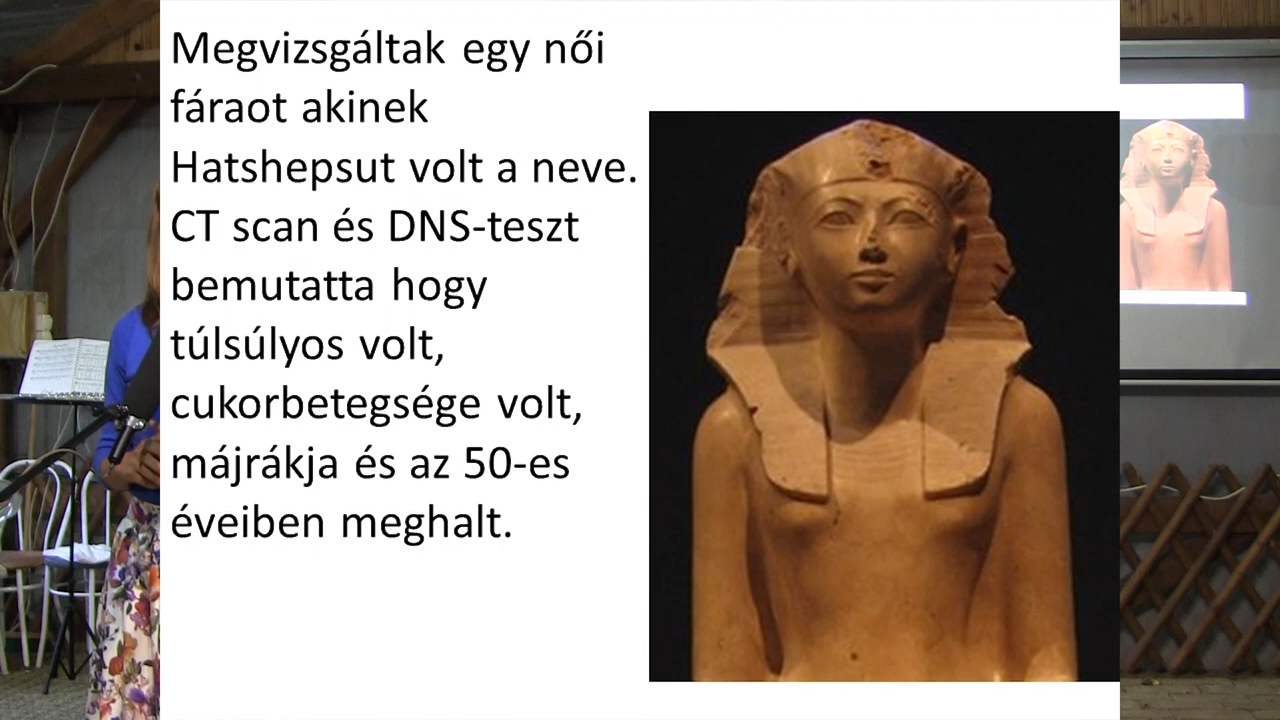 Megvizsgáltak egy női
fáraot akinek
Hatshepsut volt a neve.
CT scan és DNS-teszt
bemutatta hogy
túlsúlyos volt,
cukorbetegsége volt,
májrákja és az 50-es
éveiben meghalt.